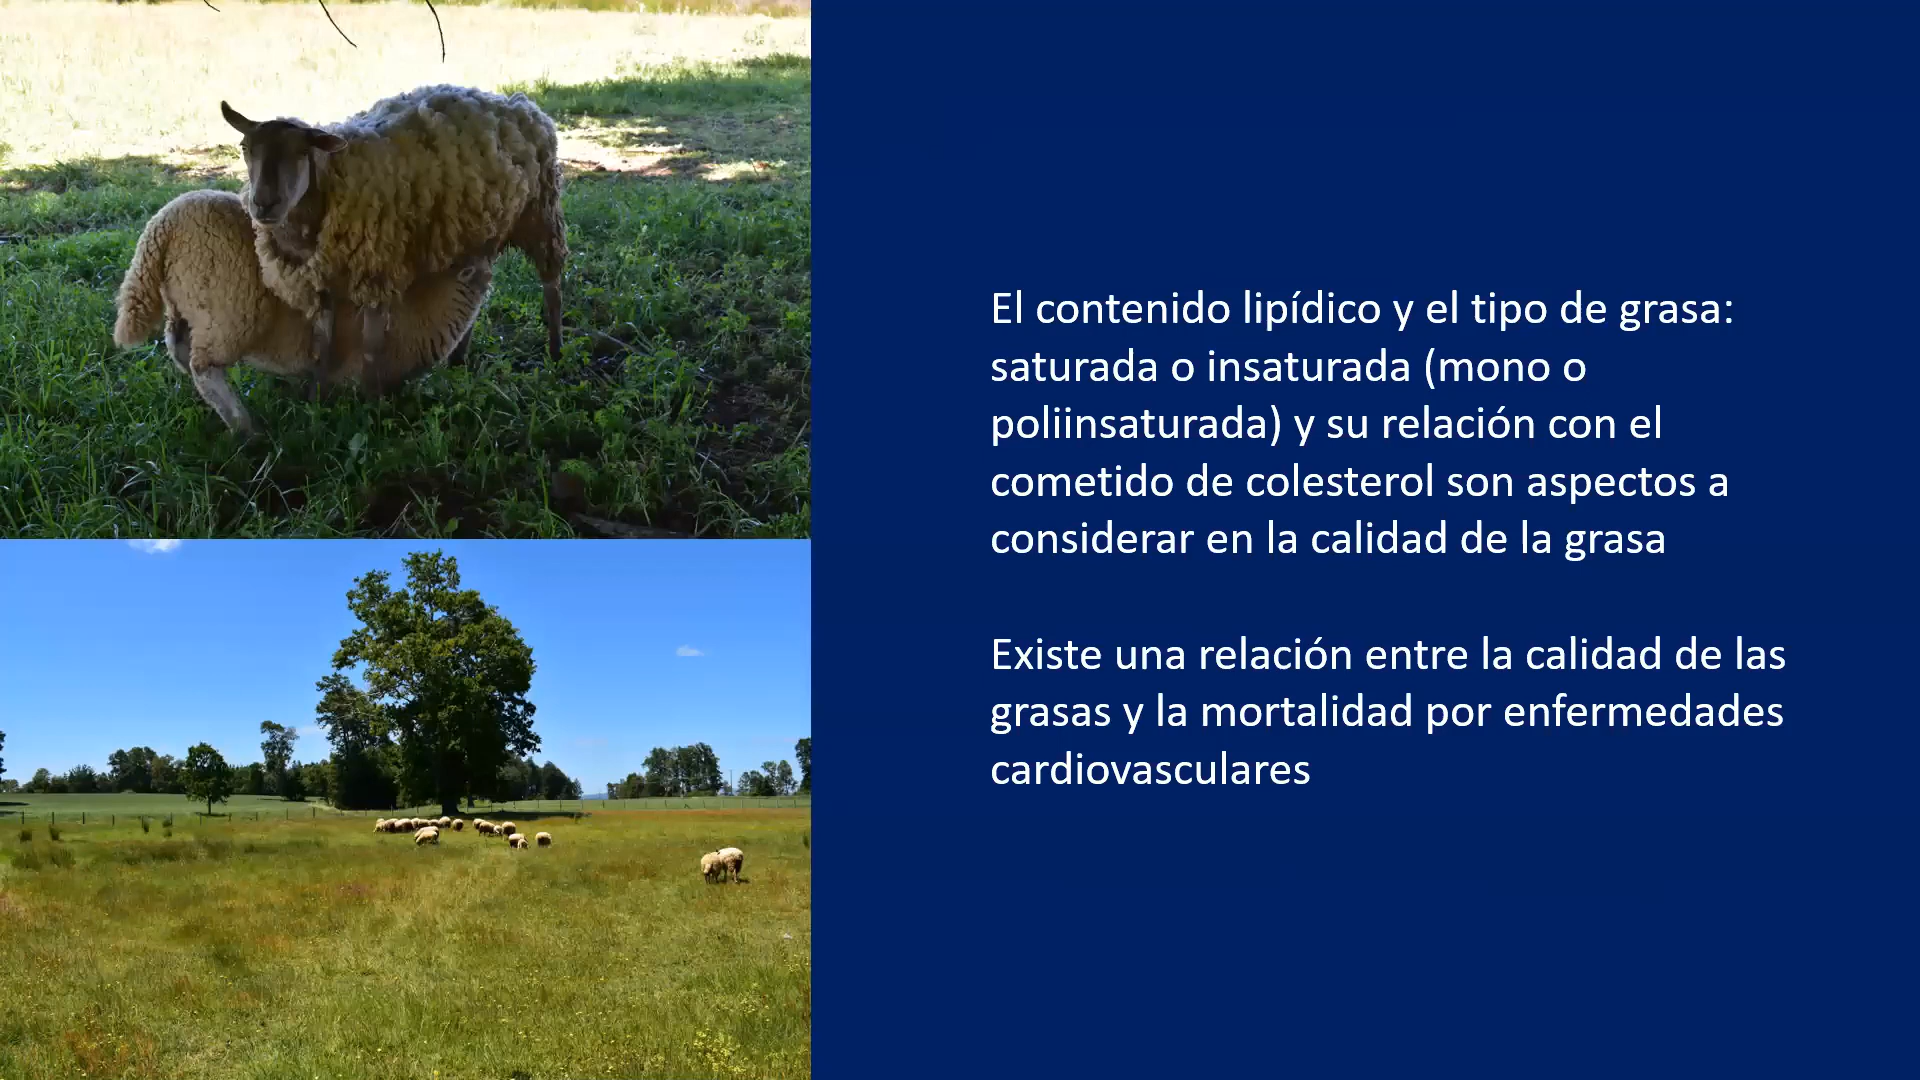 El contenido lipídico y el tipo de grasa:
saturada o insaturada (mono o
poliinsaturada) y su relación con el
cometido de colesterol son aspectos a
considerar en la calidad de la grasa
Existe una relación entre la calidad de las
grasas y la mortalidad por enfermedades
cardiovasculares